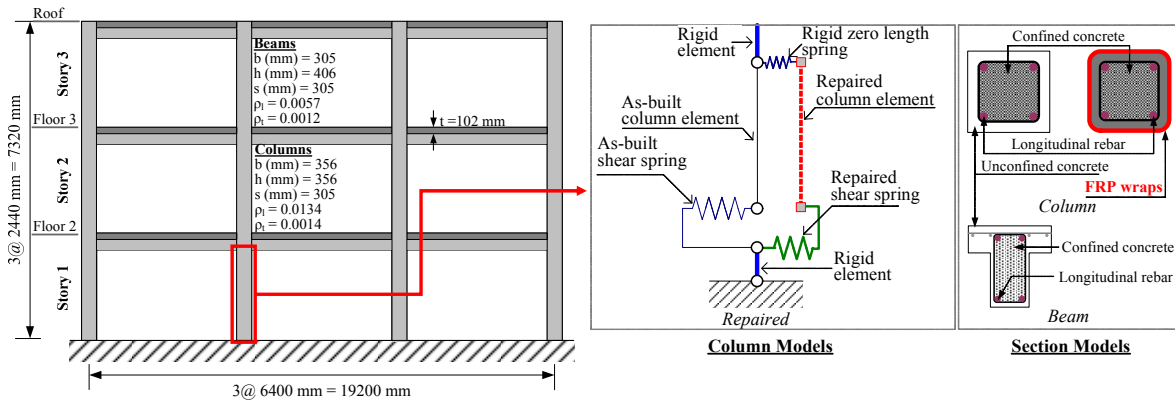 Roof
Story 3
Floor 3
Story 2
Floor 2
Story 1
3@ 2440 mm = 7320 mm
Beams
b (mm) = 305
h (mm) = 406
s (mm) = 305
ρl = 0.0057
ρt = 0.0012
t =102 mm
Columns
b (mm) = 356
h (mm) = 356
s (mm) = 305
ρl = 0.0134
ρt = 0.0014
3@ 6400 mm = 19200 mm
Rigid
element
Rigid zero length
spring
Repaired
column element
As-built
column element
As-built
shear spring
Repaired
shear spring
Rigid
element
Repaired
Column Models
Confined concrete
Longitudinal rebar
Unconfined concrete
FRP wraps
Column
Confined concrete
Longitudinal rebar
Beam
Section Models